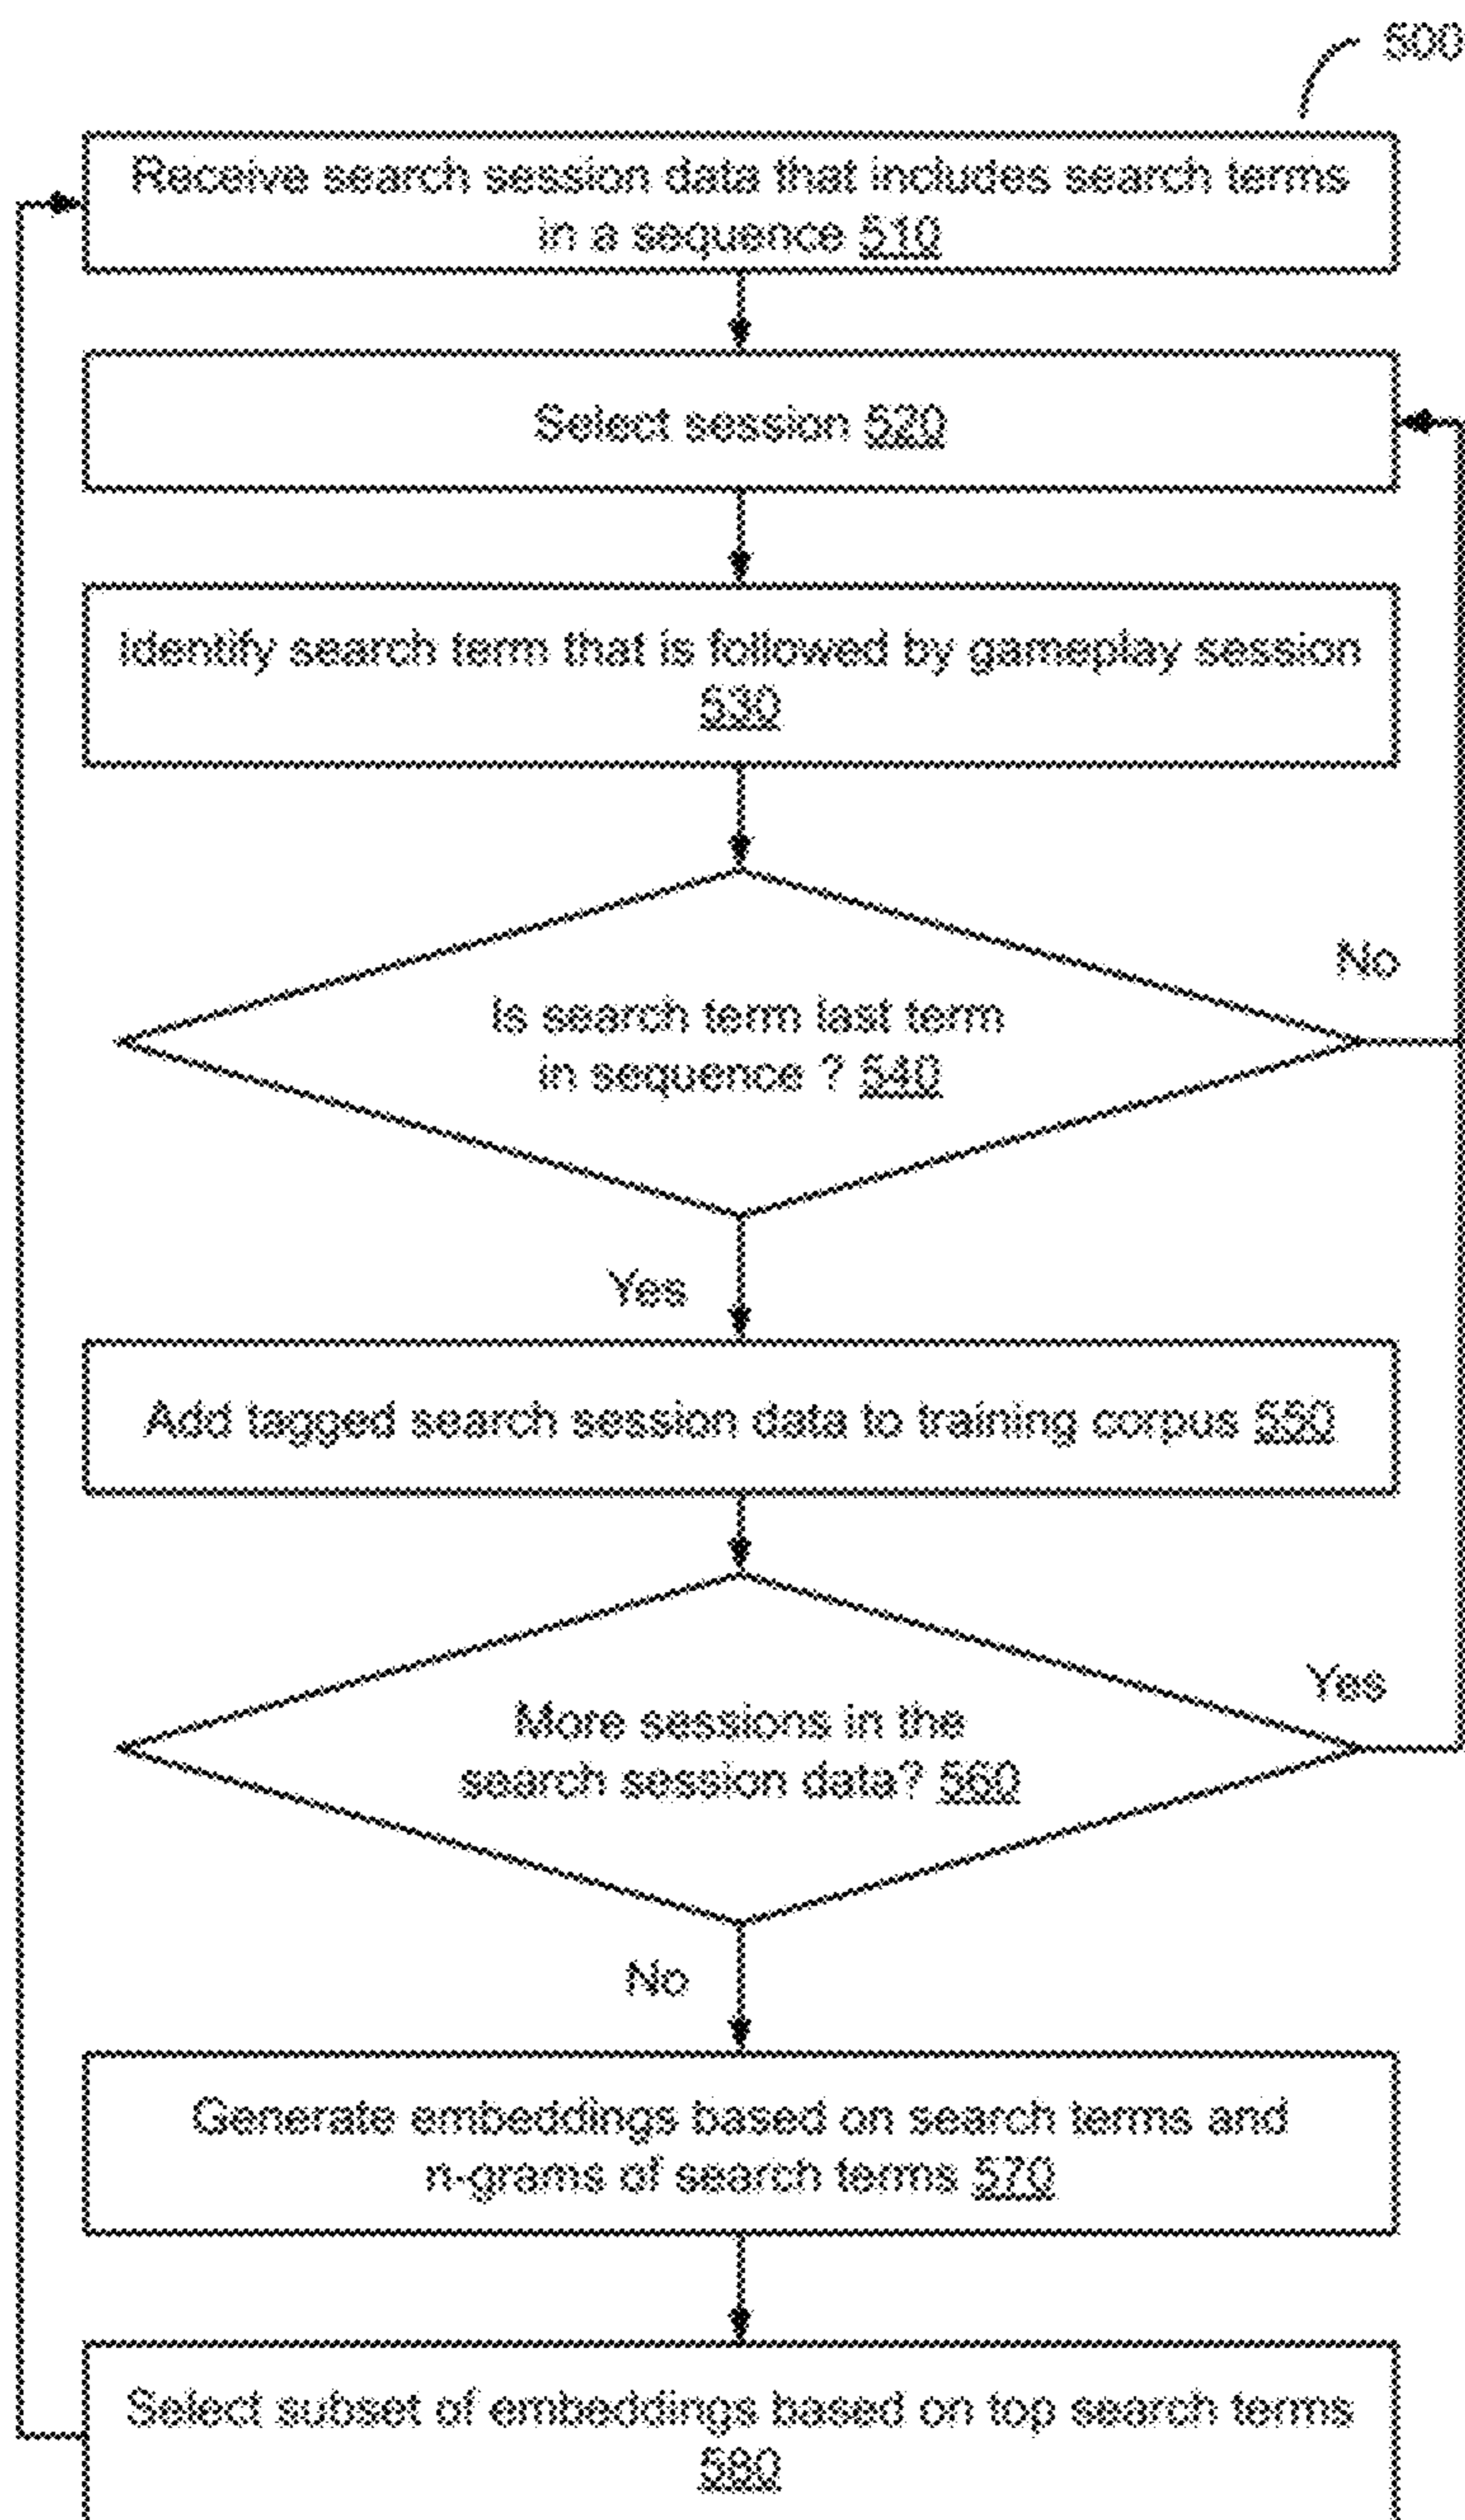 500
Receive search session data that includes search terms
in a sequence 510
Select session 520
Identify search term that is followed by gameplay session
530
No
Is search term last term
in sequence ? 540
Yes
Add tagged search session data to training corpus 550
Yes
More sessions in the
search session data? 560
No
Generate embeddings based on search terms and
n-grams of search terms 570
Select subset of embeddings based on top search terms
580